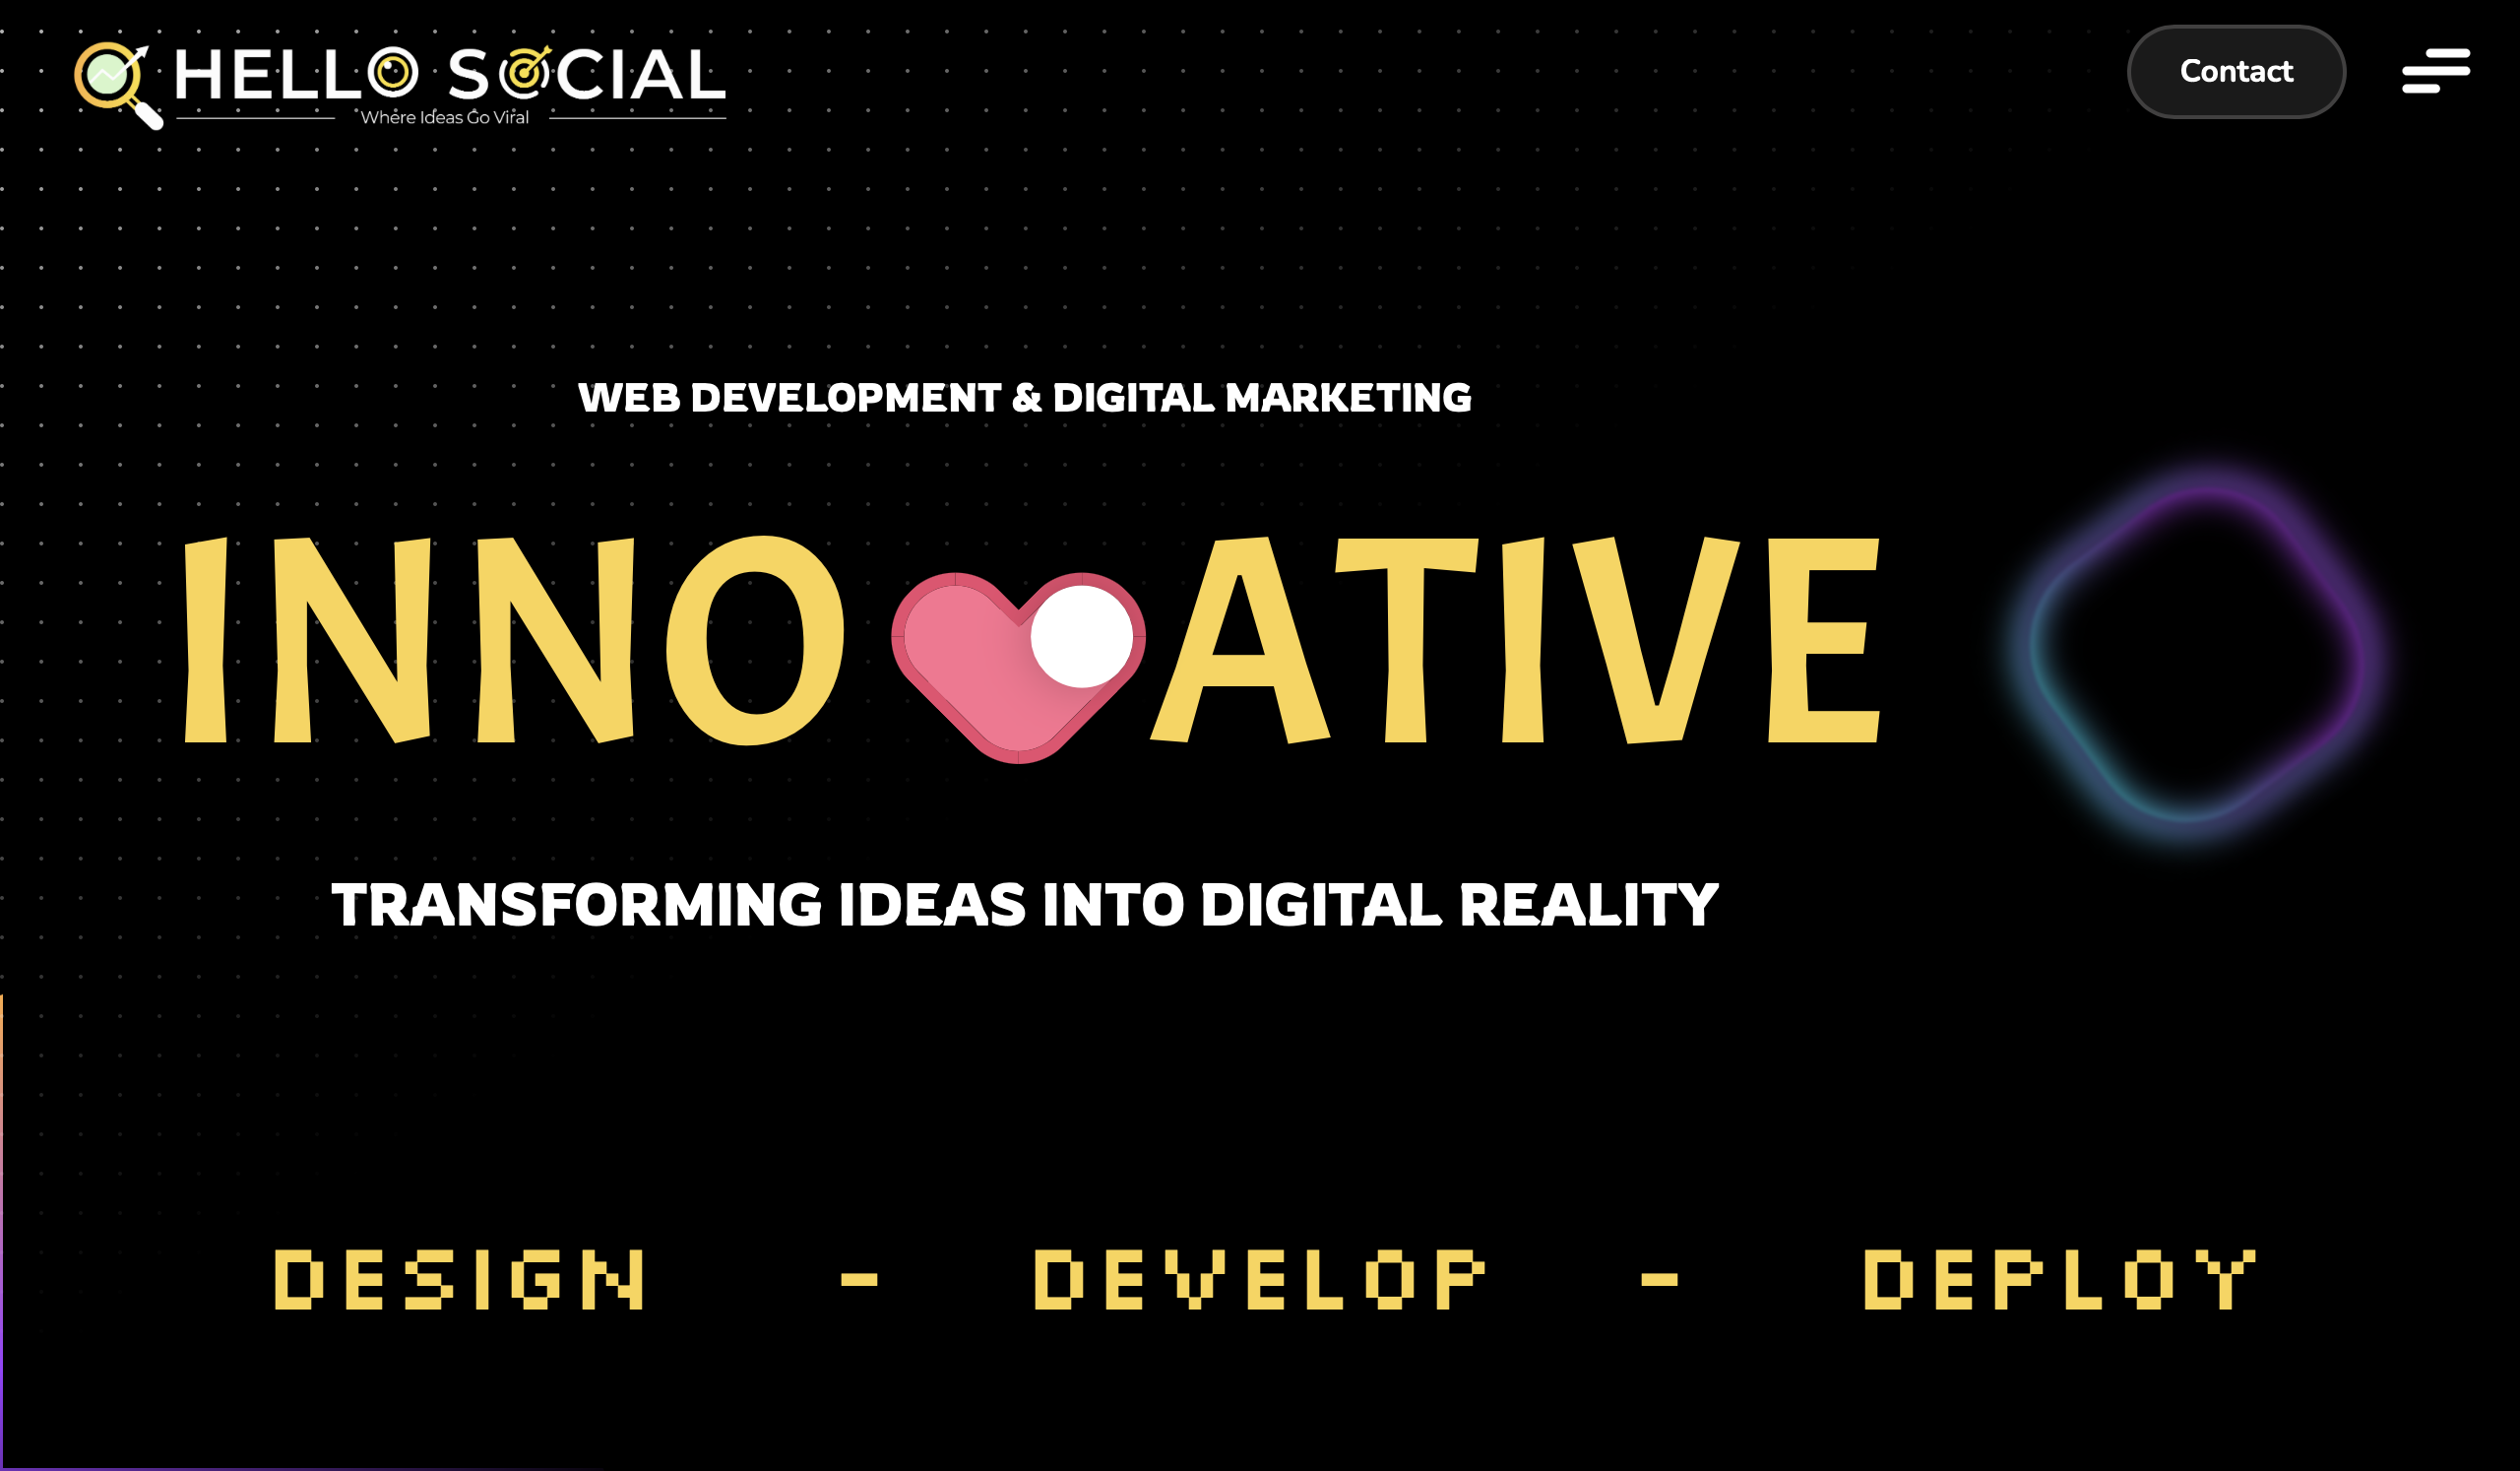 HELLO SOCIAL
Where Ideas Go Viral
Contact
WEB DEVELOPMENT & DIGITAL MARKETING
INNO ATIVE
TRANSFORMING IDEAS INTO DIGITAL REALITY
DESIGN - DEVELOP - DEPLOY